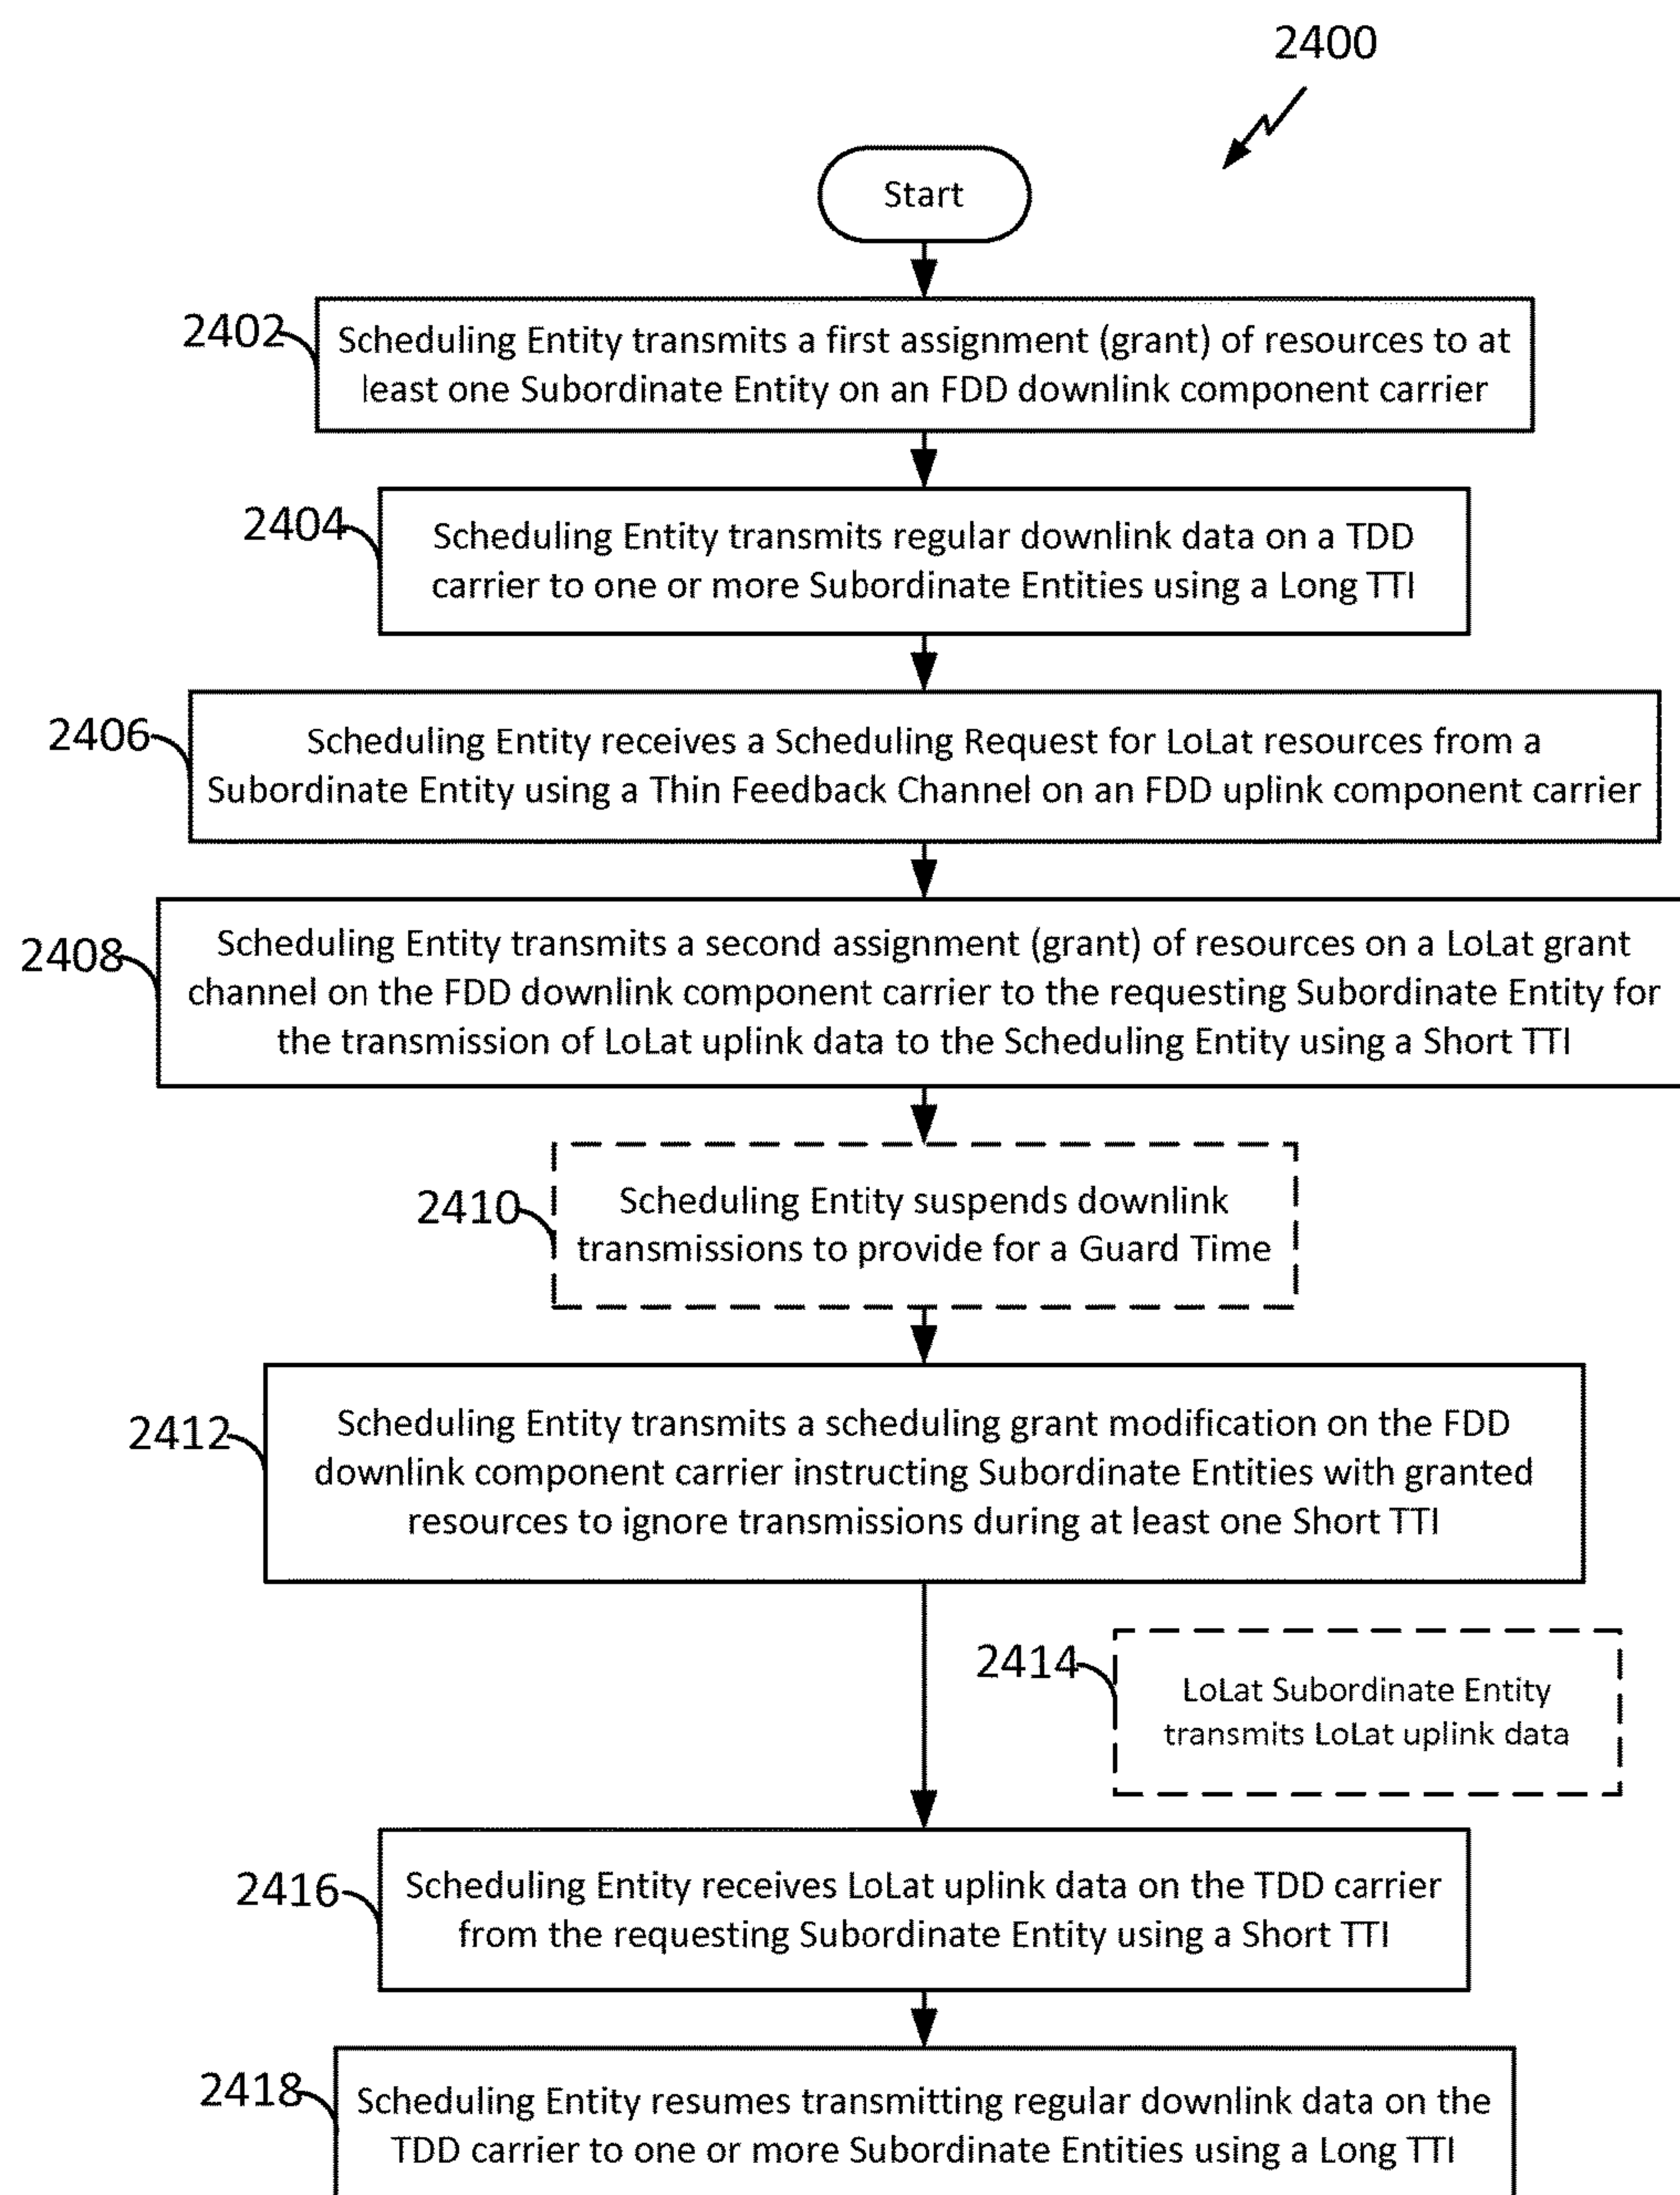 2400
Start
2402
Scheduling Entity transmits a first assignment (grant) of resources to at
least one Subordinate Entity on an FDD downlink component carrier
2404
Scheduling Entity transmits regular downlink data on a TDD
carrier to one or more Subordinate Entities using a Long TTI
2406
Scheduling Entity receives a Scheduling Request for LoLat resources from a
Subordinate Entity using a Thin Feedback Channel on an FDD uplink component carrier
2408
Scheduling Entity transmits a second assignment (grant) of resources on a LoLat grant
channel on the FDD downlink component carrier to the requesting Subordinate Entity for
the transmission of LoLat uplink data to the Scheduling Entity using a Short TTI
2410
Scheduling Entity suspends downlink
transmissions to provide for a Guard Time
2412
Scheduling Entity transmits a scheduling grant modification on the FDD
downlink component carrier instructing Subordinate Entities with granted
resources to ignore transmissions during at least one Short TTI
2414
LoLat Subordinate Entity
transmits LoLat uplink data
2416
Scheduling Entity receives LoLat uplink data on the TDD carrier
from the requesting Subordinate Entity using a Short TTI
2418
Scheduling Entity resumes transmitting regular downlink data on the
TDD carrier to one or more Subordinate Entities using a Long TTI